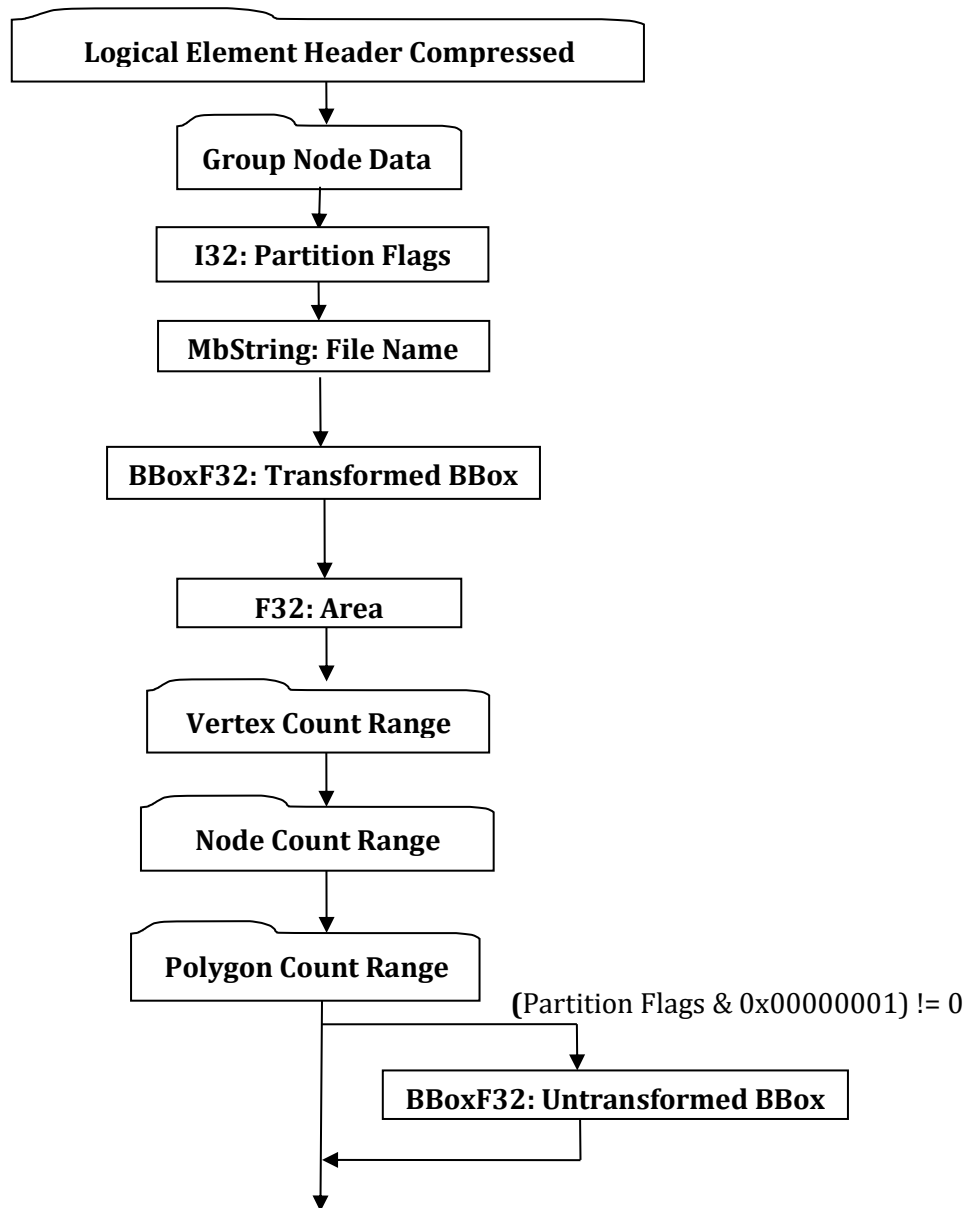 Logical Element Header Compressed
Group Node Data
I32: Partition Flags
MbString: File Name
BBoxF32: Transformed BBox
F32: Area
Vertex Count Range
Node Count Range
Polygon Count Range
(Partition Flags & 0x00000001) != 0
BBoxF32: Untransformed BBox